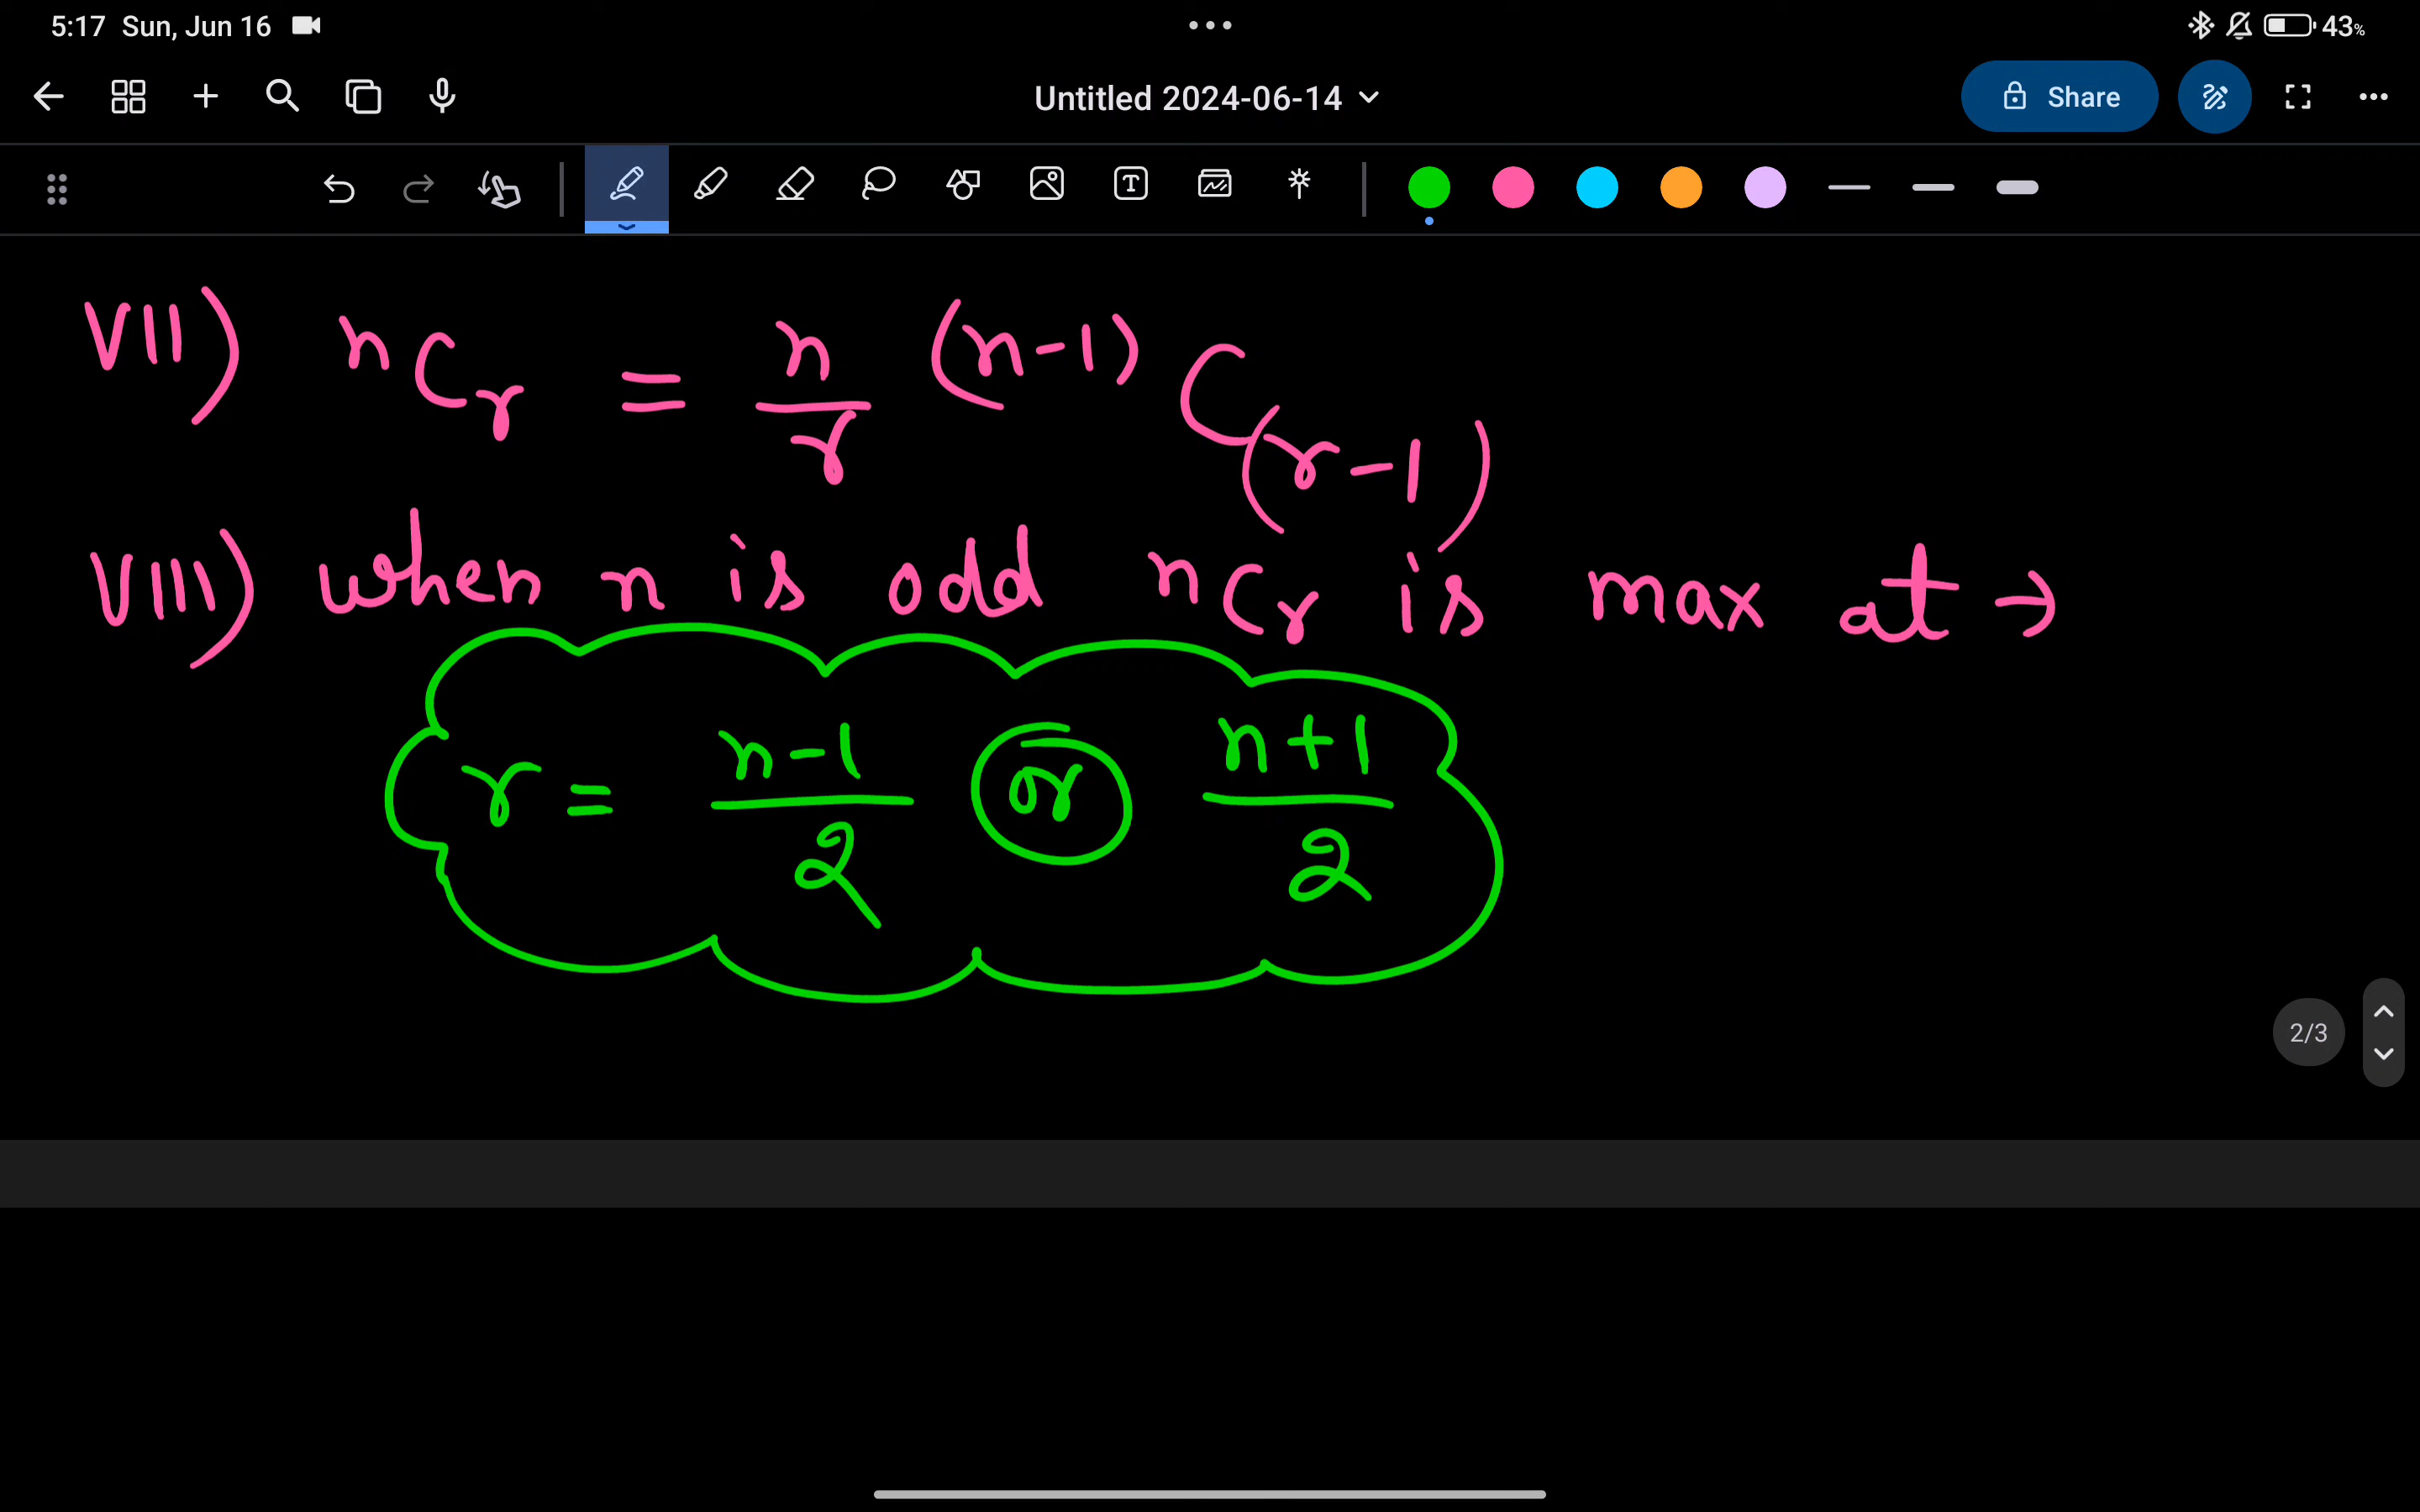 5:17 Sun, Jun 16 43%
Untitled 2024-06-14 Share
VII) nCr = n/r (n-1)C(r-1)
VIII) when n is odd nCr is max at →
r = n-1/2 or n+1/2
2/3